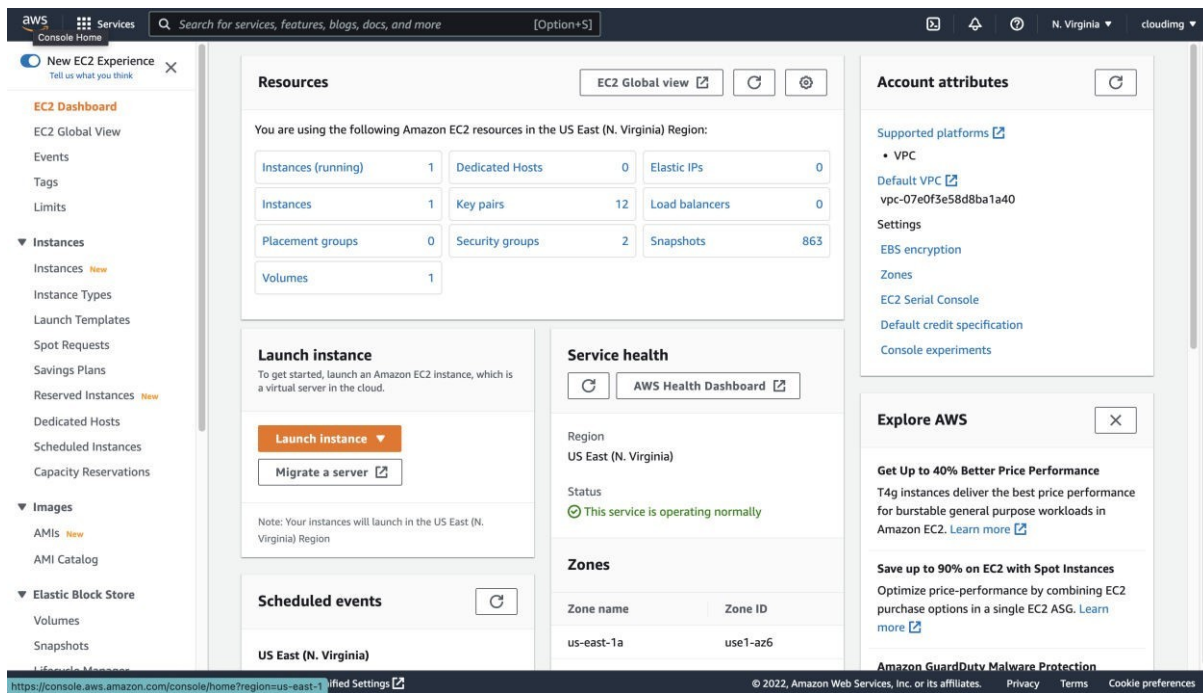 aws
Services
Search for services, features, blogs, docs, and more
[Option+S]
N. Virginia ▼
cloudimg ▼
Console Home
New EC2 Experience
Tell us what you think
EC2 Dashboard
EC2 Global View
Events
Tags
Limits
▼ Instances
Instances New
Instance Types
Launch Templates
Spot Requests
Savings Plans
Reserved Instances New
Dedicated Hosts
Scheduled Instances
Capacity Reservations
▼ Images
AMIs New
AMI Catalog
▼ Elastic Block Store
Volumes
Snapshots
Lifecycle Manager
Resources
EC2 Global view
You are using the following Amazon EC2 resources in the US East (N. Virginia) Region:
Instances (running) 1
Dedicated Hosts 0
Elastic IPs 0
Instances 1
Key pairs 12
Load balancers 0
Placement groups 0
Security groups 2
Snapshots 863
Volumes 1
Launch instance
To get started, launch an Amazon EC2 instance, which is
a virtual server in the cloud.
Launch instance ▼
Migrate a server
Note: Your instances will launch in the US East (N.
Virginia) Region
Scheduled events
US East (N. Virginia)
Service health
AWS Health Dashboard
Region
US East (N. Virginia)
Status
This service is operating normally
Zones
Zone name Zone ID
us-east-1a use1-az6
Account attributes
Supported platforms
• VPC
Default VPC
vpc-07e0f3e58d8ba1a40
Settings
EBS encryption
Zones
EC2 Serial Console
Default credit specification
Console experiments
Explore AWS
Get Up to 40% Better Price Performance
T4g instances deliver the best price performance
for burstable general purpose workloads in
Amazon EC2. Learn more
Save up to 90% on EC2 with Spot Instances
Optimize price-performance by combining EC2
purchase options in a single EC2 ASG. Learn
more
Amazon GuardDuty Malware Protection
https://console.aws.amazon.com/console/home?region=us-east-1
ified Settings
© 2022, Amazon Web Services, Inc. or its affiliates.
Privacy
Terms
Cookie preferences